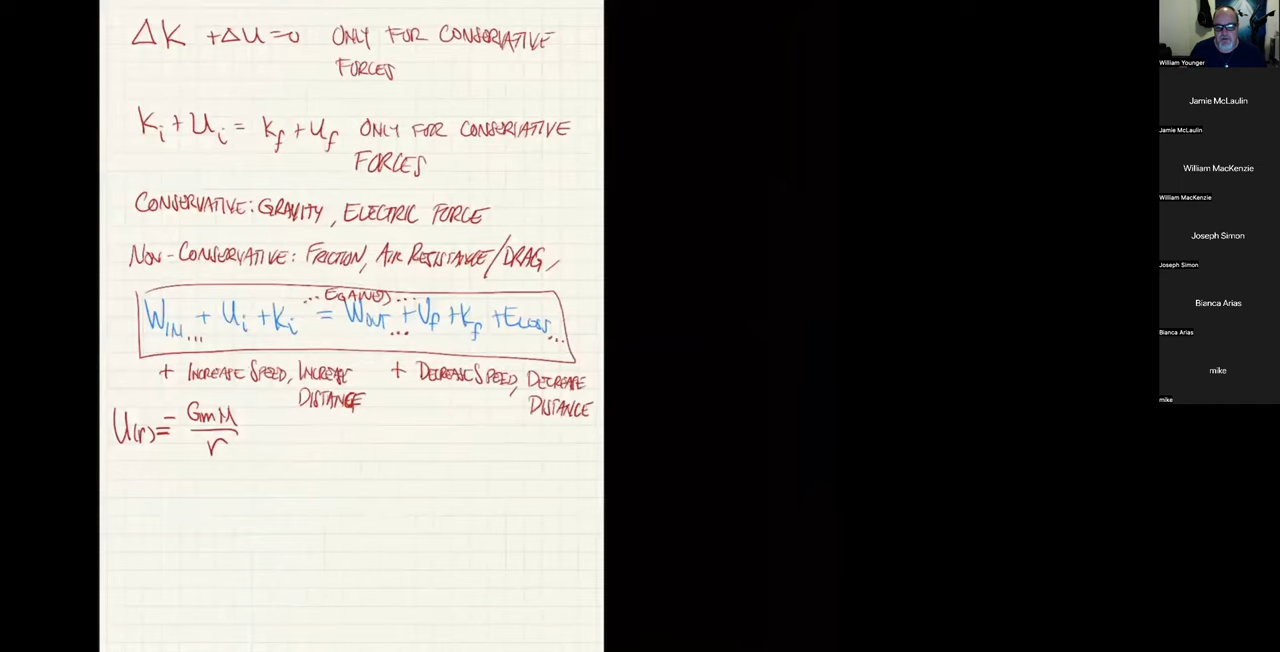 ΔK + ΔU = 0 ONLY FOR CONSERVATIVE
FORCES
Ki + Ui = Kf + Uf ONLY FOR CONSERVATIVE
FORCES
CONSERVATIVE: GRAVITY, ELECTRIC FORCE
NON-CONSERVATIVE: FRICTION, AIR RESISTANCE/DRAG,
... EGAINED ...
WIN... + Ui + Ki = WOUT... + Uf + Kf + ELOSS...
+ INCREASE SPEED, INCREASE DISTANCE
+ DECREASE SPEED, DECREASE DISTANCE
U(r) = - GmM / r
William Younger
Jamie McLaulin
Jamie McLaulin
William MacKenzie
William MacKenzie
Joseph Simon
Joseph Simon
Bianca Arias
Bianca Arias
mike
mike